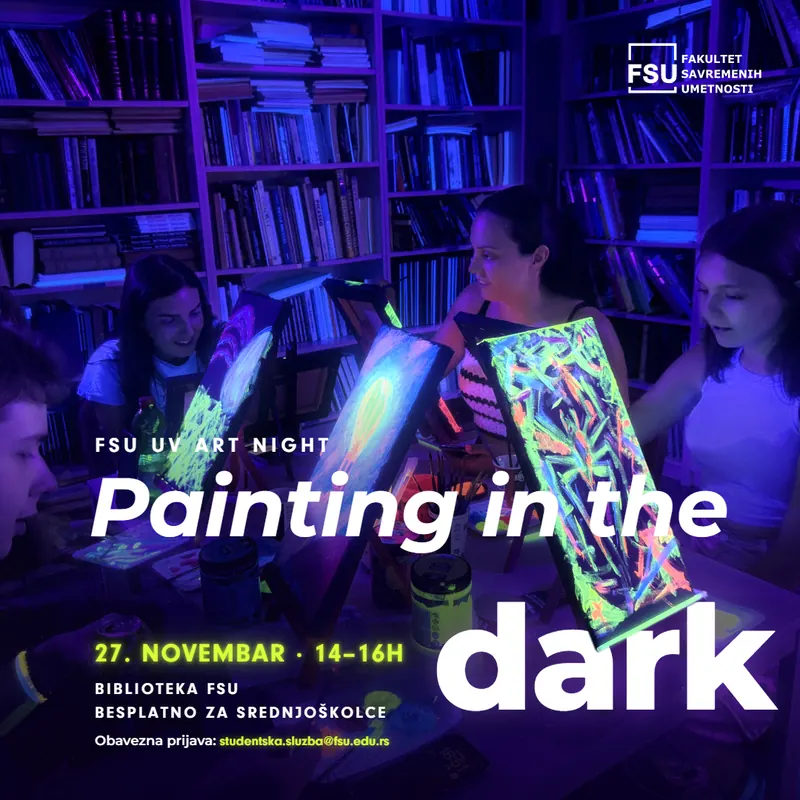 FSU
FAKULTET
SAVREMENIH
UMETNOSTI
FSU UV ART NIGHT
Painting in the
dark
27. NOVEMBAR · 14–16H
BIBLIOTEKA FSU
BESPLATNO ZA SREDNJOŠKOLCE
Obavezna prijava: studentska.sluzba@fsu.edu.rs